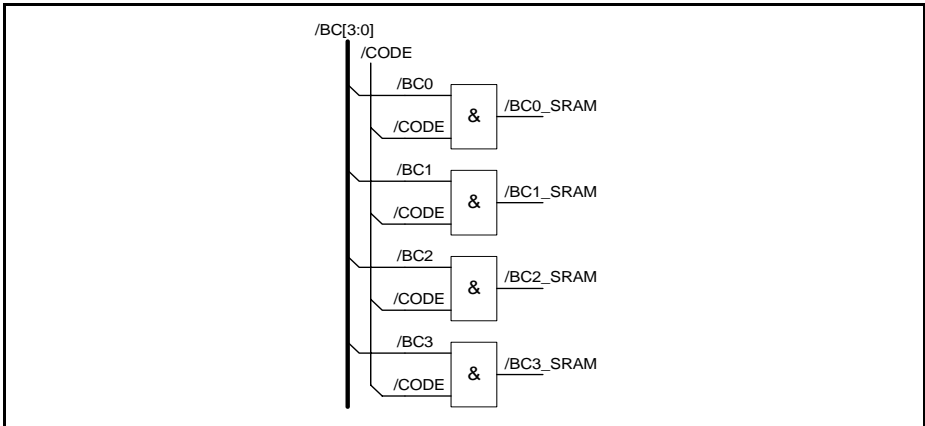 /BC[3:0]
/CODE
/BC0
/CODE
&
/BC0_SRAM
/BC1
/CODE
&
/BC1_SRAM
/BC2
/CODE
&
/BC2_SRAM
/BC3
/CODE
&
/BC3_SRAM